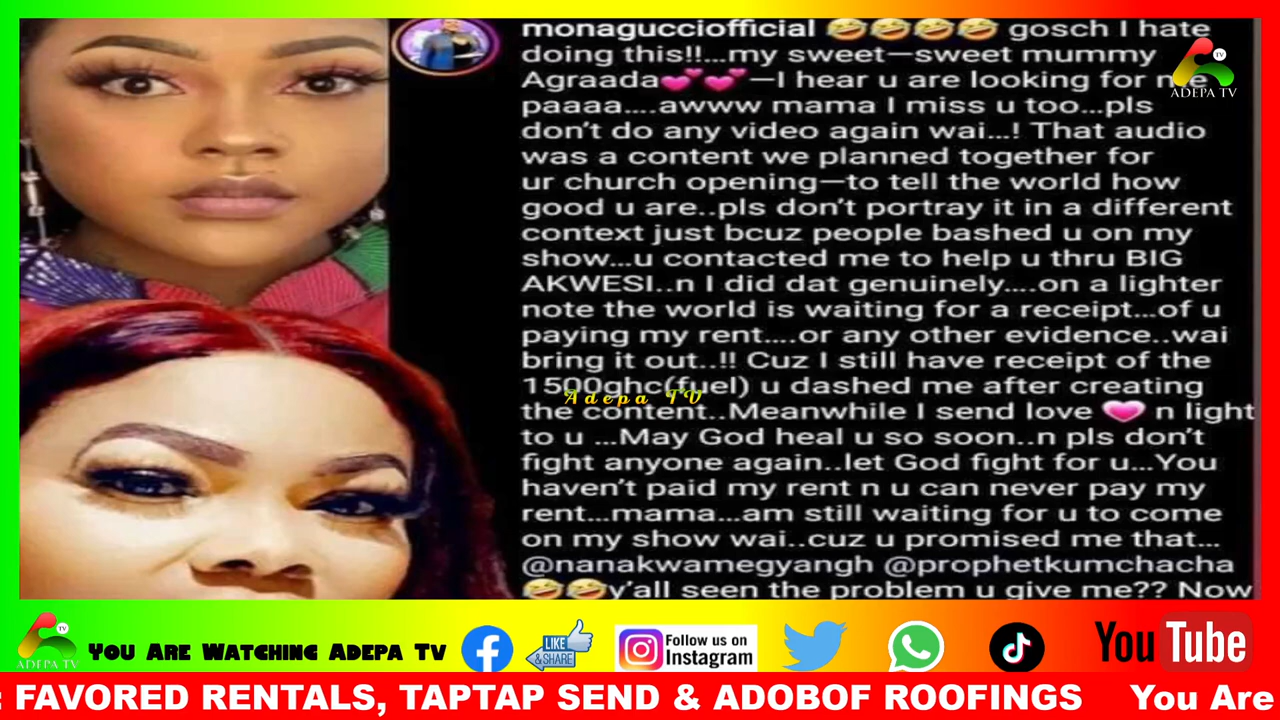 monagucciofficial 🤣🤣🤣🤣 gosch I hate
doing this!!...my sweet—sweet mummy
Agraada💕💕—I hear u are looking for me
paaaa....awww mama I miss u too...pls
don't do any video again wai...! That audio
was a content we planned together for
ur church opening—to tell the world how
good u are..pls don't portray it in a different
context just bcuz people bashed u on my
show...u contacted me to help u thru BIG
AKWESI..n I did dat genuinely....on a lighter
note the world is waiting for a receipt...of u
paying my rent....or any other evidence..wai
bring it out..!! Cuz I still have receipt of the
1500ghc(fuel) u dashed me after creating
the content..Meanwhile I send love 💗 n light
to u ...May God heal u so soon..n pls don't
fight anyone again..let God fight for u...You
haven't paid my rent n u can never pay my
rent...mama...am still waiting for u to come
on my show wai..cuz u promised me that...
@nanakwamegyangh @prophetkumchacha
🤣🤣y'all seen the problem u give me?? Now
TV
ADEPA TV
Adepa TV
TV
ADEPA TV
You Are Watching Adepa Tv
LIKE
& SHARE
Follow us on
Instagram
YouTube
: FAVORED RENTALS, TAPTAP SEND & ADOBOF ROOFINGS You Are